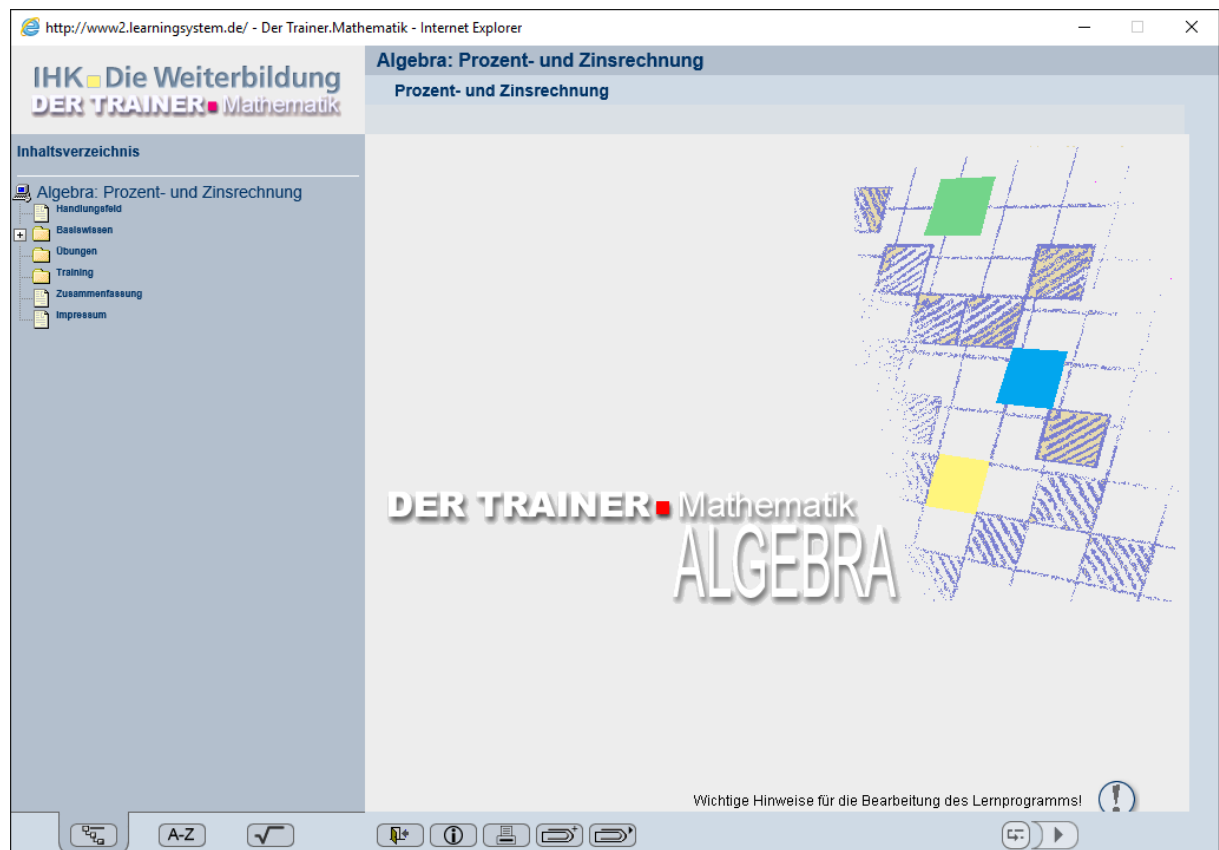 http://www2.learningsystem.de/ - Der Trainer.Mathematik - Internet Explorer
IHK Die Weiterbildung
DER TRAINER Mathematik
Algebra: Prozent- und Zinsrechnung
Prozent- und Zinsrechnung
Inhaltsverzeichnis
Algebra: Prozent- und Zinsrechnung
Handlungsfeld
Basiswissen
Übungen
Training
Zusammenfassung
Impressum
DER TRAINER Mathematik
ALGEBRA
Wichtige Hinweise für die Bearbeitung des Lernprogramms!
A-Z